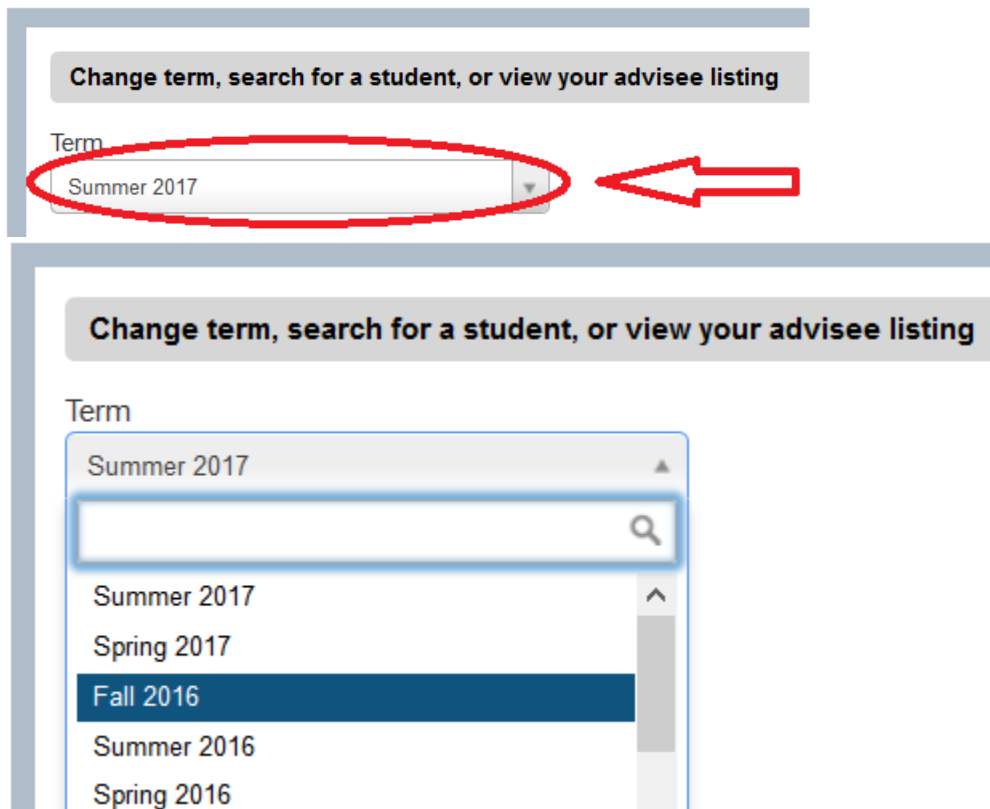 Change term, search for a student, or view your advisee listing
Term
Summer 2017
Change term, search for a student, or view your advisee listing
Term
Summer 2017
Summer 2017
Spring 2017
Fall 2016
Summer 2016
Spring 2016